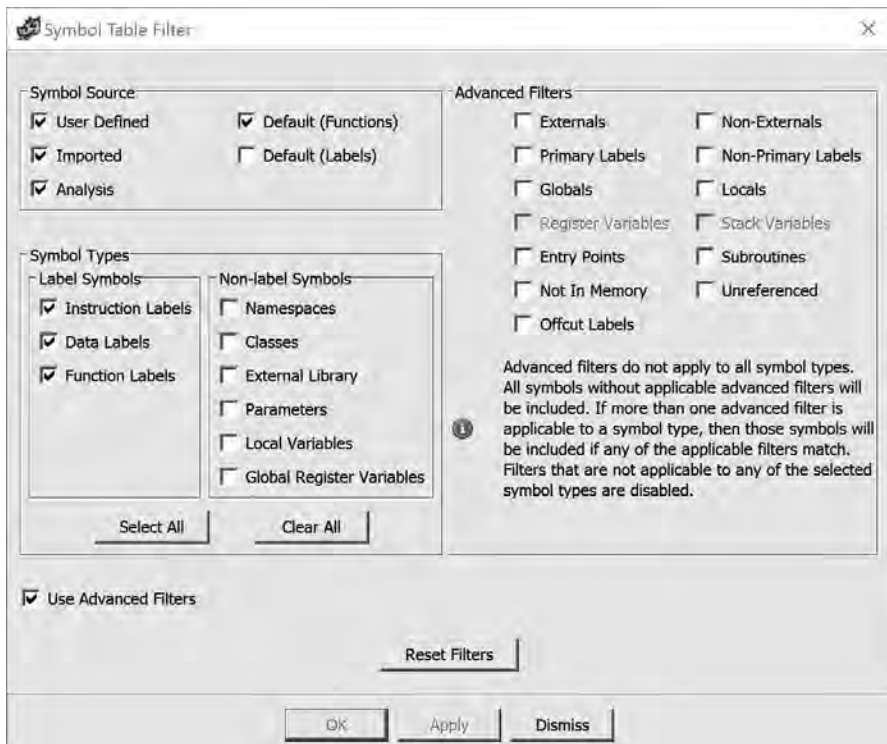 Symbol Table Filter
Symbol Source
User Defined
Default (Functions)
Imported
Default (Labels)
Analysis
Symbol Types
Label Symbols
Instruction Labels
Data Labels
Function Labels
Non-label Symbols
Namespaces
Classes
External Library
Parameters
Local Variables
Global Register Variables
Select All
Clear All
Advanced Filters
Externals
Non-Externals
Primary Labels
Non-Primary Labels
Globals
Locals
Register Variables
Stack Variables
Entry Points
Subroutines
Not In Memory
Unreferenced
Offcut Labels
Advanced filters do not apply to all symbol types.
All symbols without applicable advanced filters will
be included. If more than one advanced filter is
applicable to a symbol type, then those symbols will
be included if any of the applicable filters match.
Filters that are not applicable to any of the selected
symbol types are disabled.
Use Advanced Filters
Reset Filters
OK
Apply
Dismiss